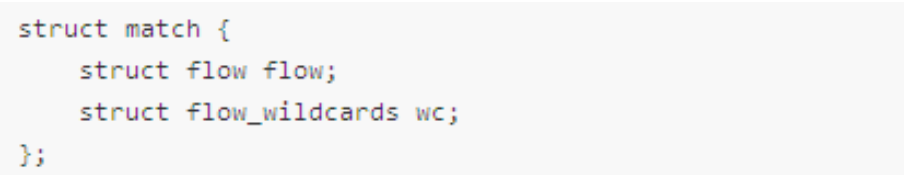 struct match {
    struct flow flow;
    struct flow_wildcards wc;
};